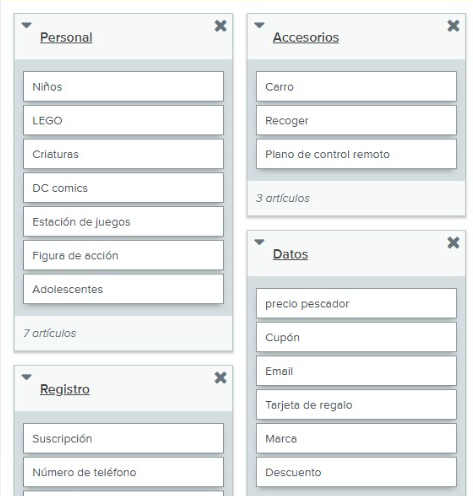 Personal
Niños
LEGO
Criaturas
DC comics
Estación de juegos
Figura de acción
Adolescentes
7 artículos
Registro
Suscripción
Número de teléfono
Accesorios
Carro
Recoger
Plano de control remoto
3 artículos
Datos
precio pescador
Cupón
Email
Tarjeta de regalo
Marca
Descuento